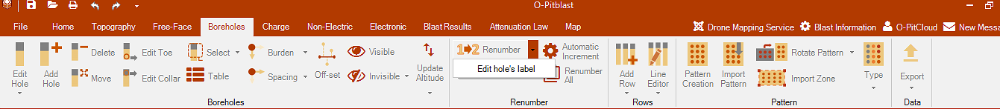 O-Pitblast
File Home Topography Free-Face Boreholes Charge Non-Electric Electronic Blast Results Attenuation Law Map Drone Mapping Service Blast Information O-PitCloud New Messa
Edit Hole
Add Hole
Delete
Move
Edit Toe
Edit Collar
Select
Table
Burden
Spacing
Off-set
Visible
Invisible
Update Altitude
Boreholes
1 2 Renumber
Edit hole's label
Automatic Increment
Renumber All
Renumber
Add Row
Line Editor
Rows
Pattern Creation
Import Pattern
Rotate Pattern
Import Zone
Type
Pattern
Export
Data